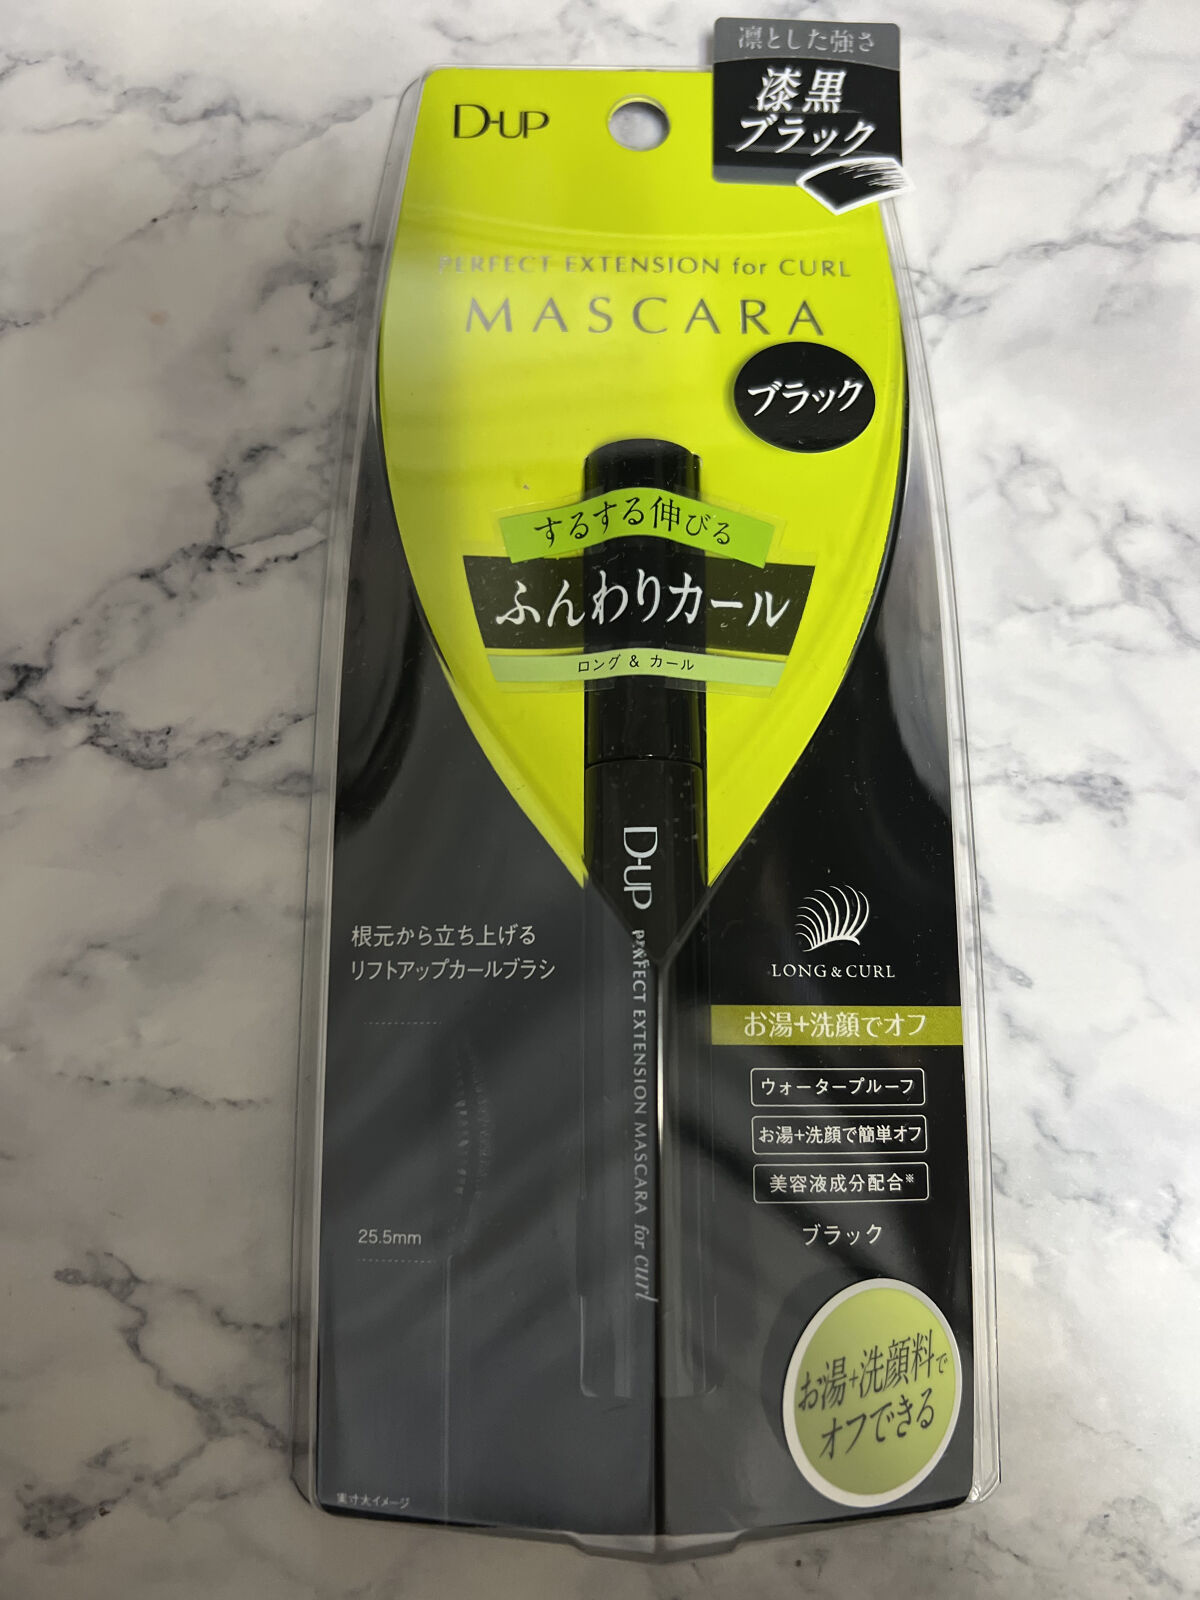 凛とした強さ
漆黒
ブラック
D-UP
PERFECT EXTENSION for CURL
MASCARA
ブラック
するする伸びる
ふんわりカール
ロング & カール
D-UP PERFECT EXTENSION MASCARA for curl
根元から立ち上げる
リフトアップカールブラシ
25.5mm
実寸大イメージ
LONG & CURL
お湯+洗顔でオフ
ウォータープルーフ
お湯+洗顔で簡単オフ
美容液成分配合※
ブラック
お湯+洗顔料で
オフできる